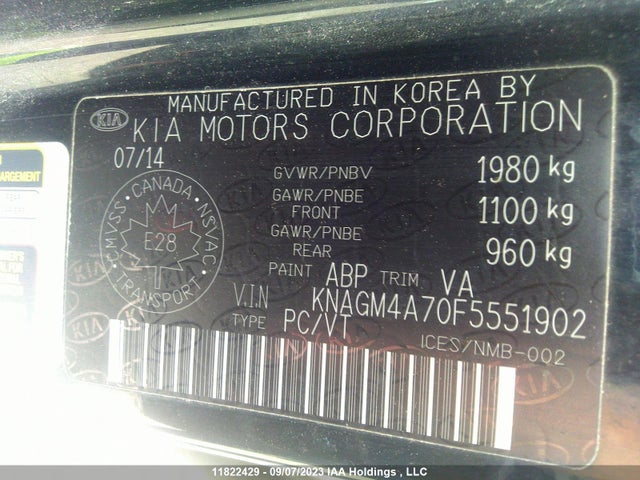 MANUFACTURED IN KOREA BY
KIA KIA MOTORS CORPORATION
07/14
GVWR/PNBV 1980 kg
GAWR/PNBE FRONT 1100 kg
GAWR/PNBE REAR 960 kg
CANADA
CMVSS NSVAC
E28
TRANSPORT
PAINT ABP TRIM VA
V.I.N KNAGM4A70F5551902
TYPE PC/VT
ICES/NMB-002
ARGEMENT
11822429 - 09/07/2023 IAA Holdings , LLC